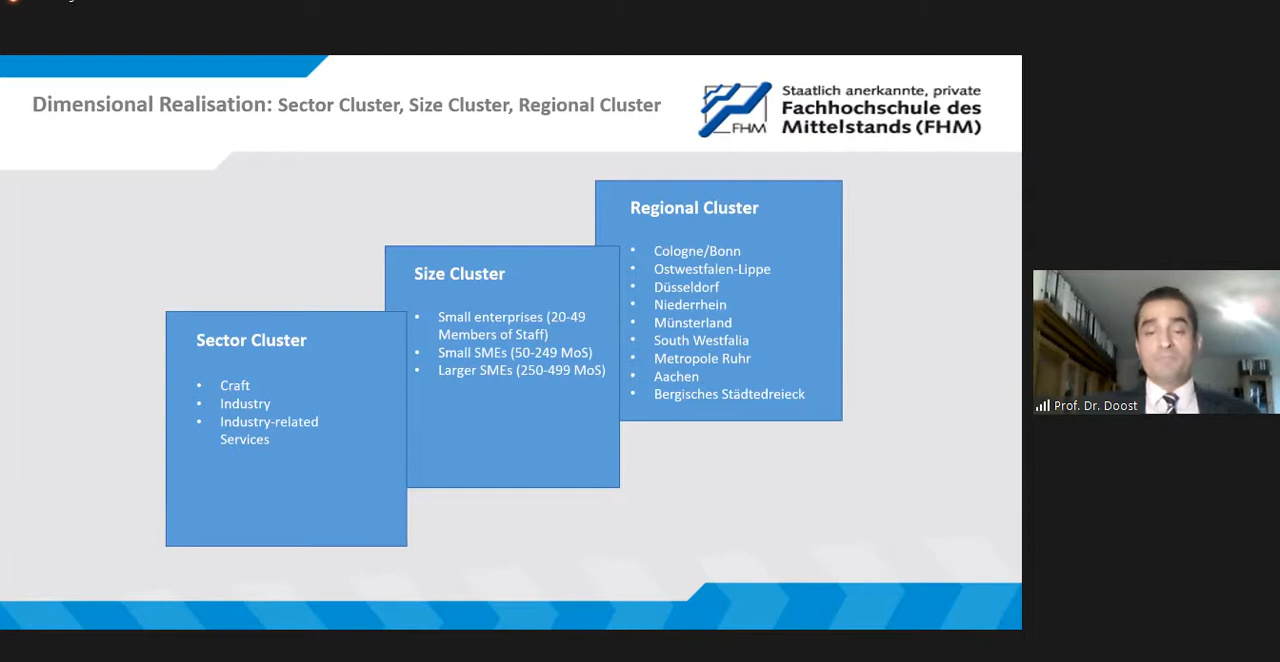 Dimensional Realisation: Sector Cluster, Size Cluster, Regional Cluster
FHM
Staatlich anerkannte, private
Fachhochschule des
Mittelstands (FHM)
Regional Cluster
• Cologne/Bonn
• Ostwestfalen-Lippe
• Düsseldorf
• Niederrhein
• Münsterland
• South Westfalia
• Metropole Ruhr
• Aachen
• Bergisches Städtedreieck
Size Cluster
• Small enterprises (20-49
Members of Staff)
• Small SMEs (50-249 MoS)
• Larger SMEs (250-499 MoS)
Sector Cluster
• Craft
• Industry
• Industry-related
Services
Prof. Dr. Doost